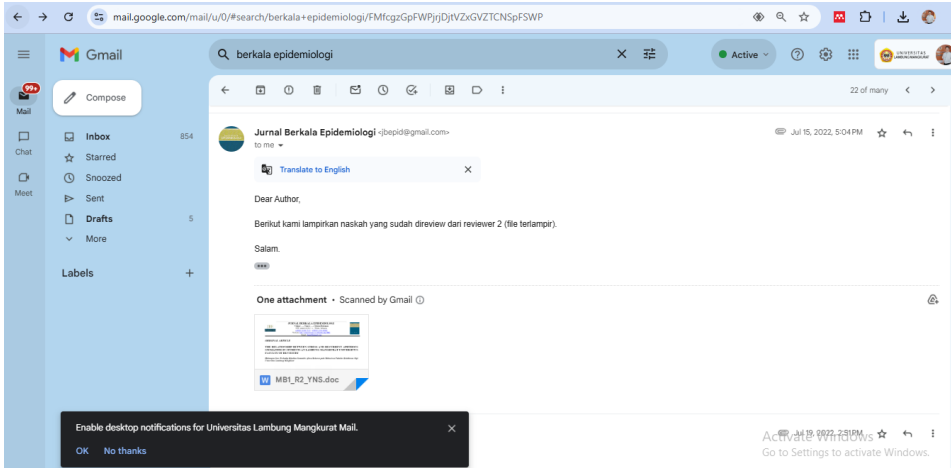 mail.google.com/mail/u/0/#search/berkala+epidemiologi/FMfcgzGpFWPjrjDjtVZxGVZTCNSpFSWP
Gmail
berkala epidemiologi
Active
UNIVERSITAS
LAMBUNG MANGKURAT
99+
Mail
Chat
Meet
Compose
22 of many
Inbox 854
Starred
Snoozed
Sent
Drafts 5
More
Labels
Jurnal Berkala Epidemiologi <jbepid@gmail.com>
Jul 15, 2022, 5:04 PM
to me
Translate to English
Dear Author,
Berikut kami lampirkan naskah yang sudah direview dari reviewer 2 (file terlampir).
Salam.
One attachment • Scanned by Gmail
W MB1_R2_YNS.doc
Enable desktop notifications for Universitas Lambung Mangkurat Mail.
OK No thanks
Jul 19, 2022, 2:51 PM
Activate Windows
Go to Settings to activate Windows.